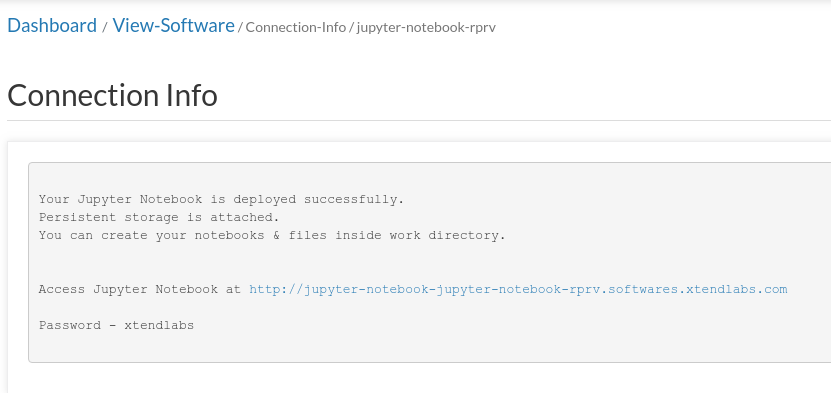 Dashboard / View-Software / Connection-Info / jupyter-notebook-rprv
Connection Info
Your Jupyter Notebook is deployed successfully.
Persistent storage is attached.
You can create your notebooks & files inside work directory.
Access Jupyter Notebook at http://jupyter-notebook-jupyter-notebook-rprv.softwares.xtendlabs.com
Password - xtendlabs